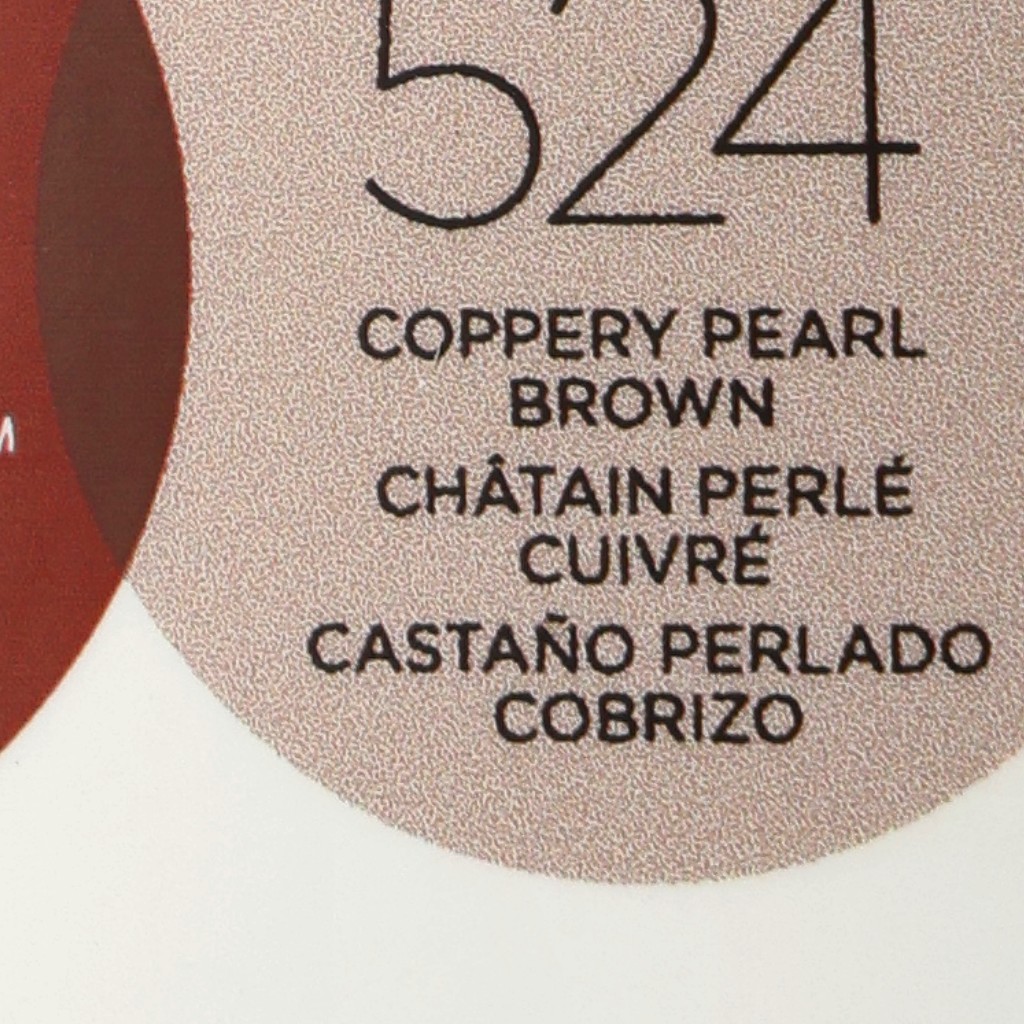 524
COPPERY PEARL
BROWN
CHÂTAIN PERLÉ
CUIVRÉ
CASTAÑO PERLADO
COBRIZO